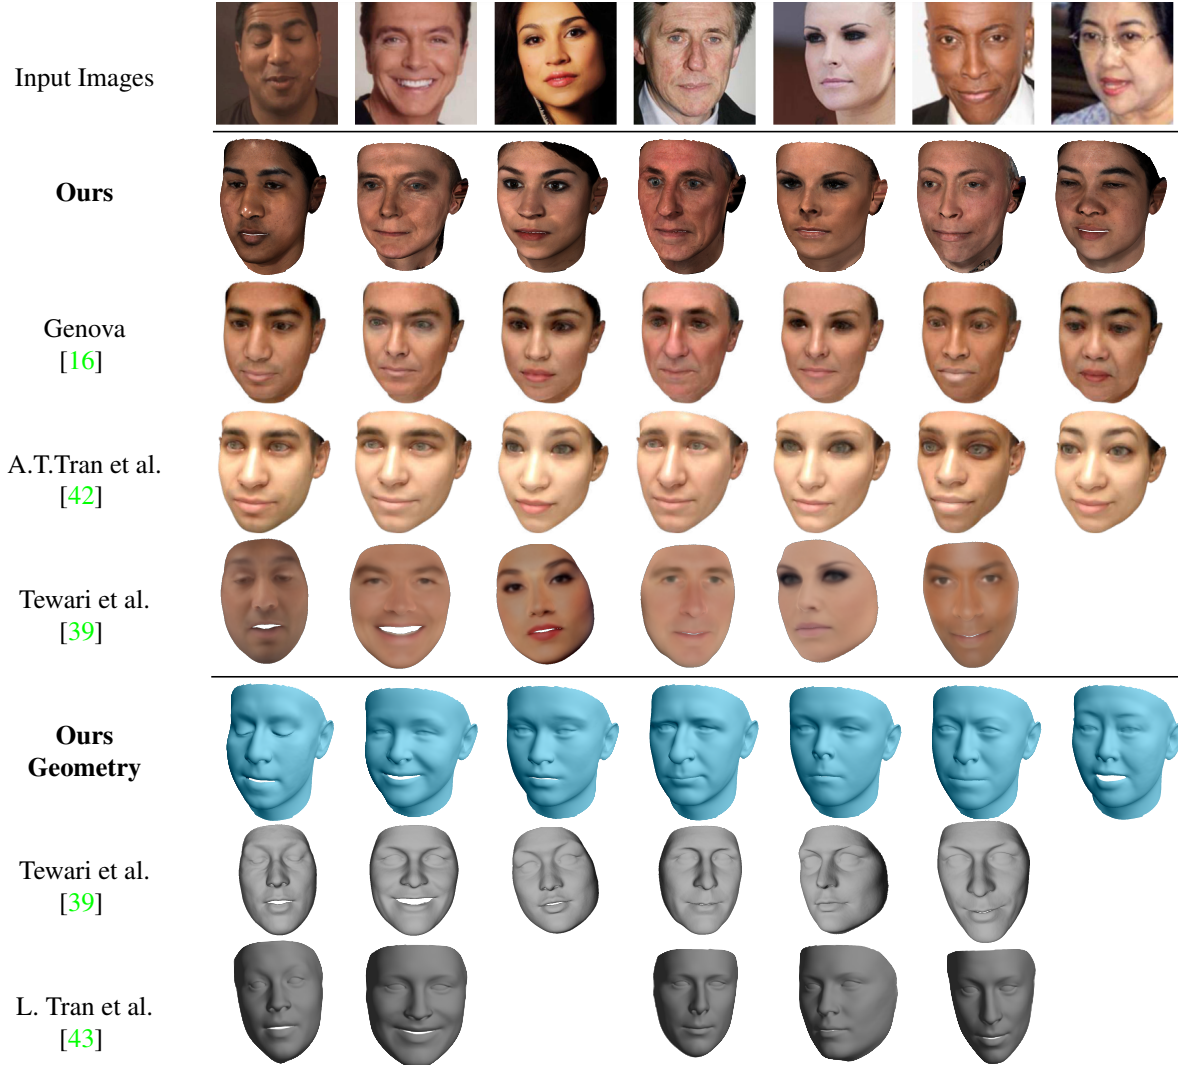 Input Images
Ours
Genova
[16]
A.T.Tran et al.
[42]
Tewari et al.
[39]
Ours
Geometry
Tewari et al.
[39]
L. Tran et al.
[43]